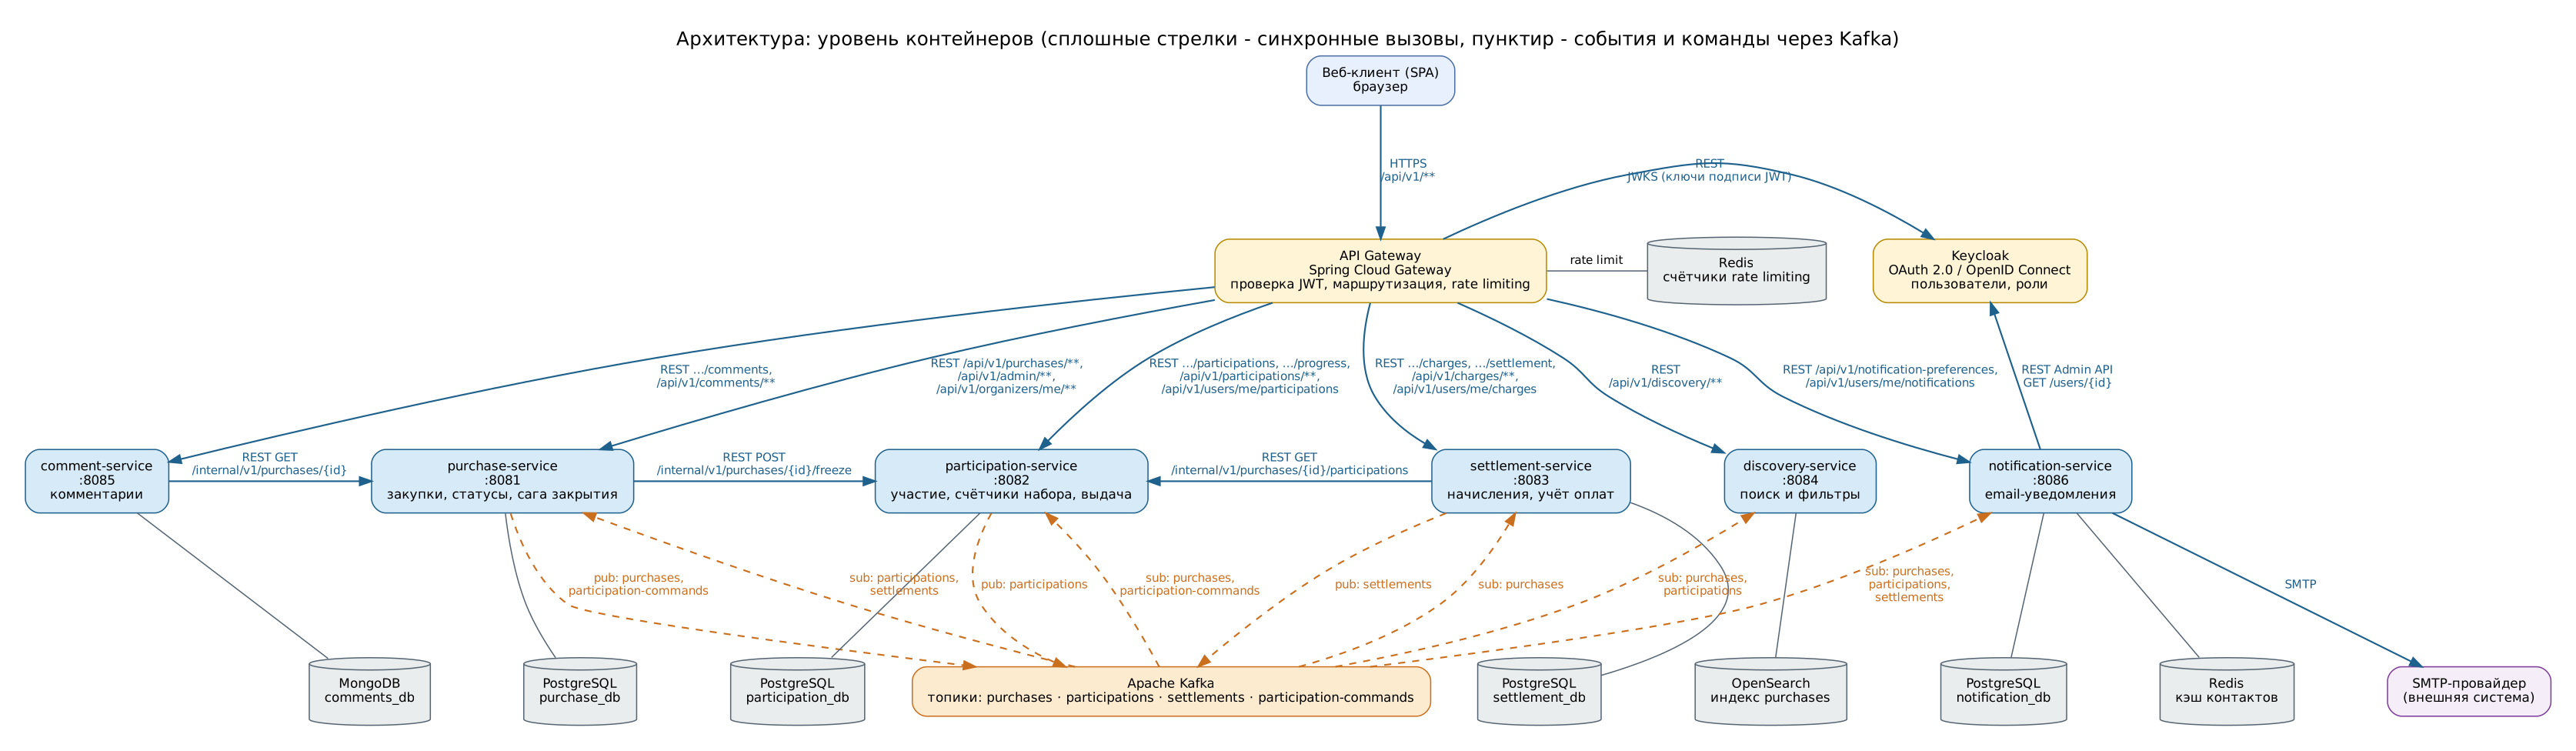 Архитектура: уровень контейнеров (сплошные стрелки - синхронные вызовы, пунктир - события и команды через Kafka)
Веб-клиент (SPA)
браузер
HTTPS
/api/v1/**
REST
JWKS (ключи подписи JWT)
API Gateway
Spring Cloud Gateway
проверка JWT, маршрутизация, rate limiting
rate limit
Redis
счётчики rate limiting
Keycloak
OAuth 2.0 / OpenID Connect
пользователи, роли
REST .../comments,
/api/v1/comments/**
REST /api/v1/purchases/**,
/api/v1/admin/**,
/api/v1/organizers/me/**
REST .../participations, .../progress,
/api/v1/participations/**,
/api/v1/users/me/participations
REST .../charges, .../settlement,
/api/v1/charges/**,
/api/v1/users/me/charges
REST
/api/v1/discovery/**
REST /api/v1/notification-preferences,
/api/v1/users/me/notifications
REST Admin API
GET /users/{id}
comment-service
:8085
комментарии
REST GET
/internal/v1/purchases/{id}
purchase-service
:8081
закупки, статусы, сага закрытия
REST POST
/internal/v1/purchases/{id}/freeze
participation-service
:8082
участие, счётчики набора, выдача
REST GET
/internal/v1/purchases/{id}/participations
settlement-service
:8083
начисления, учёт оплат
discovery-service
:8084
поиск и фильтры
notification-service
:8086
email-уведомления
pub: purchases,
participation-commands
sub: participations,
settlements
pub: participations
sub: purchases,
participation-commands
pub: settlements
sub: purchases
sub: purchases,
participations
sub: purchases,
participations,
settlements
SMTP
MongoDB
comments_db
PostgreSQL
purchase_db
PostgreSQL
participation_db
Apache Kafka
топики: purchases · participations · settlements · participation-commands
PostgreSQL
settlement_db
OpenSearch
индекс purchases
PostgreSQL
notification_db
Redis
кэш контактов
SMTP-провайдер
(внешняя система)